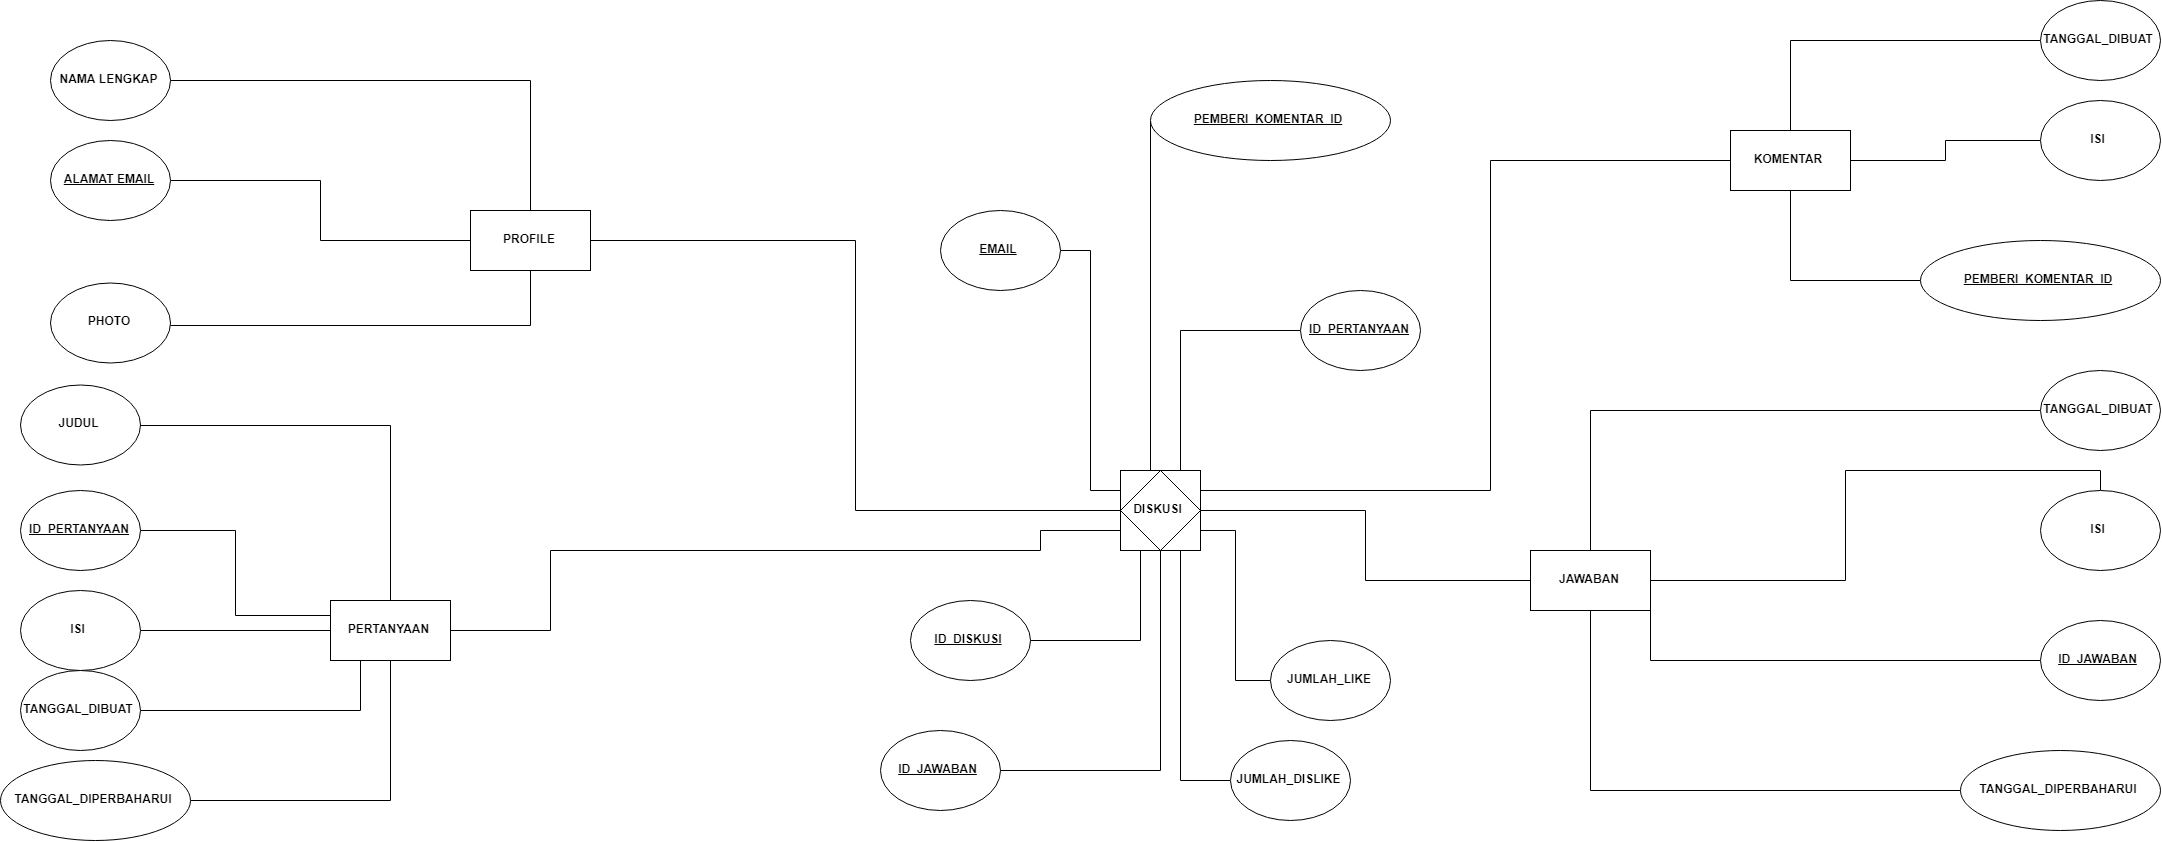 TANGGAL_DIBUAT
NAMA LENGKAP
PEMBERI_KOMENTAR_ID
ISI
KOMENTAR
ALAMAT EMAIL
PROFILE
EMAIL
PEMBERI_KOMENTAR_ID
PHOTO
ID_PERTANYAAN
TANGGAL_DIBUAT
JUDUL
DISKUSI
ID_PERTANYAAN
ISI
JAWABAN
ISI
PERTANYAAN
ID_DISKUSI
ID_JAWABAN
JUMLAH_LIKE
TANGGAL_DIBUAT
ID_JAWABAN
JUMLAH_DISLIKE
TANGGAL_DIPERBAHARUI
TANGGAL_DIPERBAHARUI